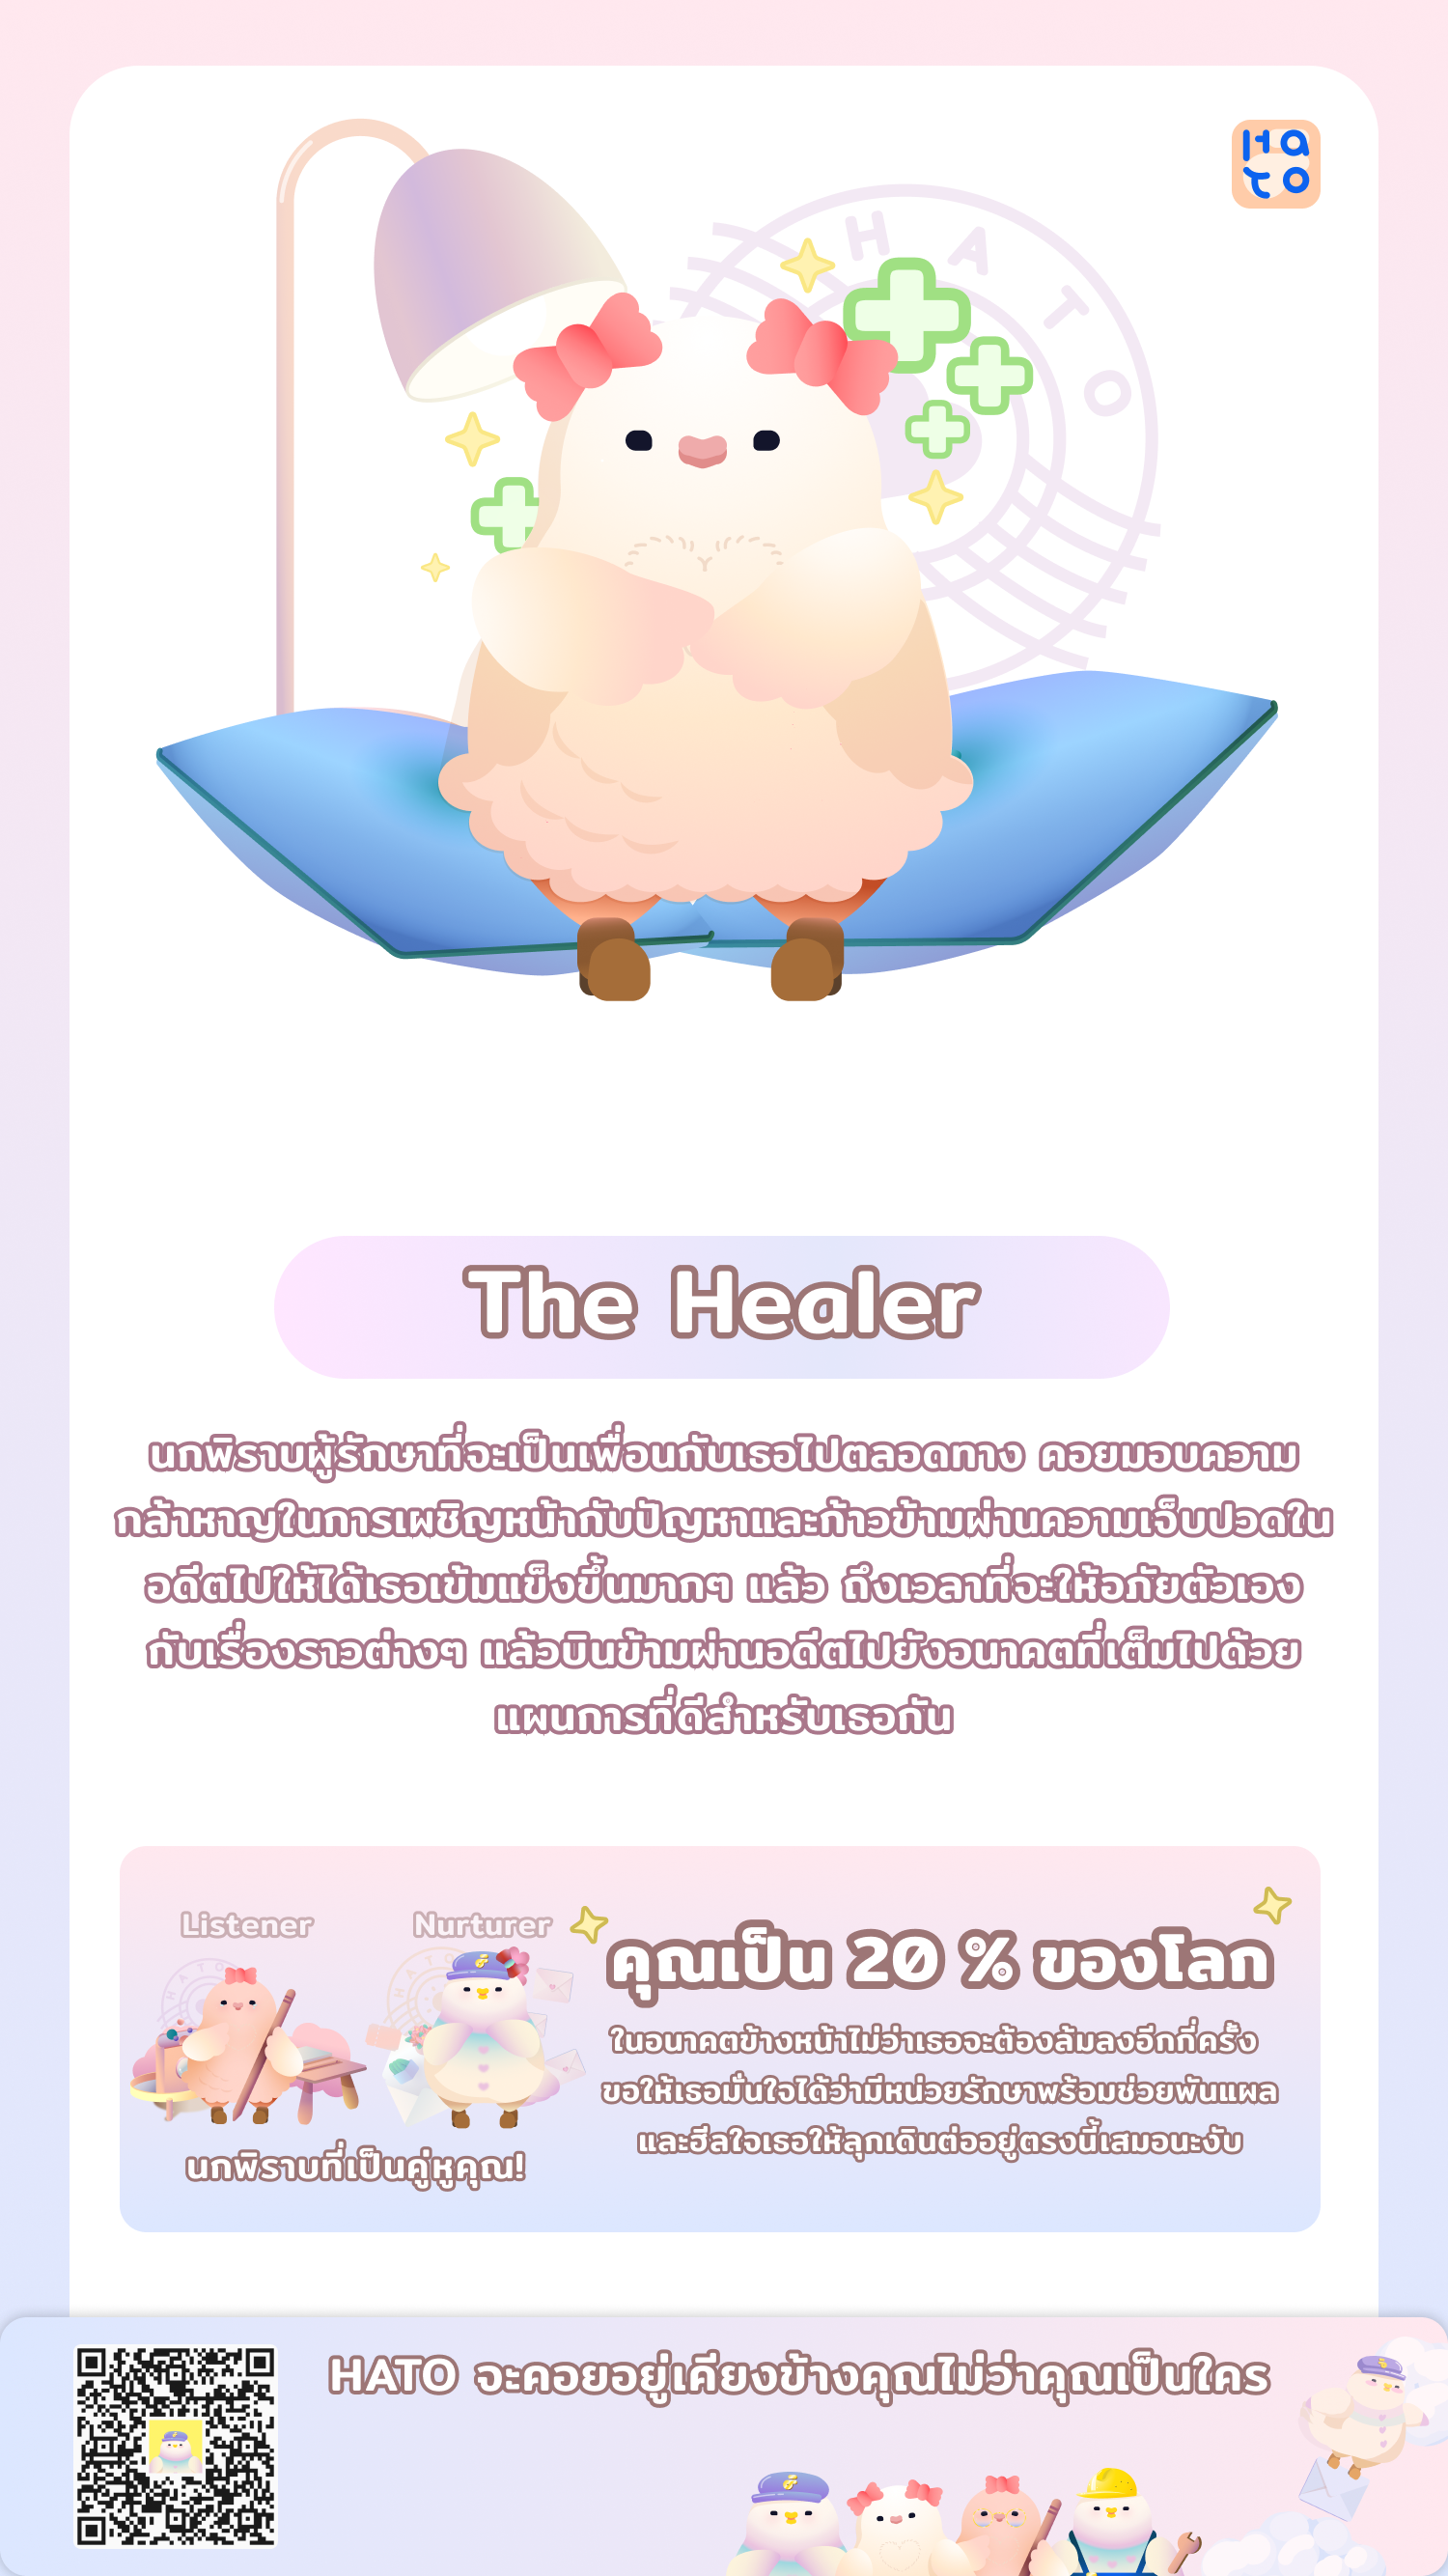 Hato
HATO
The Healer
นกพิราบผู้รักษาที่จะเป็นเพื่อนกับเธอไปตลอดทาง คอยมอบความ
กล้าหาญในการเผชิญหน้ากับปัญหาและก้าวข้ามผ่านความเจ็บปวดใน
อดีตไปให้ได้เธอเข้มแข็งขึ้นมากๆ แล้ว ถึงเวลาที่จะให้อภัยตัวเอง
กับเรื่องราวต่างๆ แล้วบินข้ามผ่านอดีตไปยังอนาคตที่เต็มไปด้วย
แผนการที่ดีสำหรับเธอกัน
Listener
Nurturer
HATO
HATO
นกพิราบที่เป็นคู่หูคุณ!
คุณเป็น 20 % ของโลก
ในอนาคตข้างหน้าไม่ว่าเธอจะต้องล้มลงอีกกี่ครั้ง
ขอให้เธอมั่นใจได้ว่ามีหน่วยรักษาพร้อมช่วยพันแผล
และฮีลใจเธอให้ลุกเดินต่ออยู่ตรงนี้เสมอนะงับ
HATO จะคอยอยู่เคียงข้างคุณไม่ว่าคุณเป็นใคร